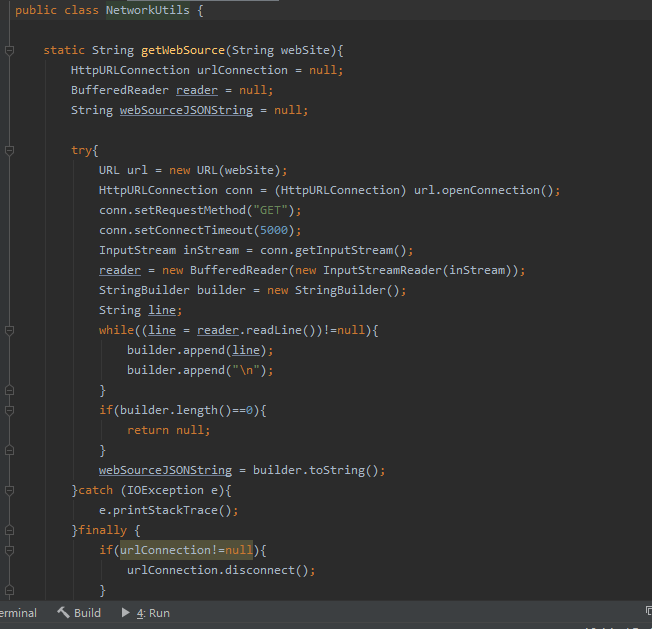 public class NetworkUtils {
static String getWebSource(String webSite){
HttpURLConnection urlConnection = null;
BufferedReader reader = null;
String webSourceJSONString = null;
try{
URL url = new URL(webSite);
HttpURLConnection conn = (HttpURLConnection) url.openConnection();
conn.setRequestMethod("GET");
conn.setConnectTimeout(5000);
InputStream inStream = conn.getInputStream();
reader = new BufferedReader(new InputStreamReader(inStream));
StringBuilder builder = new StringBuilder();
String line;
while((line = reader.readLine())!=null){
builder.append(line);
builder.append("\n");
}
if(builder.length()==0){
return null;
}
webSourceJSONString = builder.toString();
}catch (IOException e){
e.printStackTrace();
}finally {
if(urlConnection!=null){
urlConnection.disconnect();
}
erminal Build 4: Run